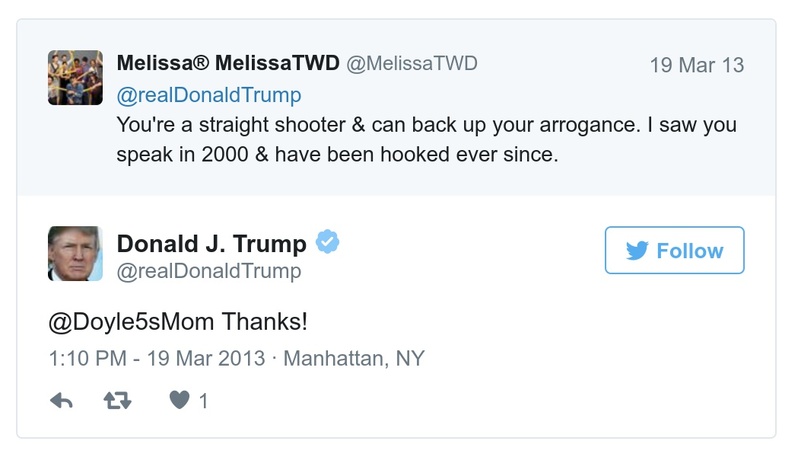 Melissa® MelissaTWD @MelissaTWD 19 Mar 13
@realDonaldTrump
You're a straight shooter & can back up your arrogance. I saw you
speak in 2000 & have been hooked ever since.
Donald J. Trump
Follow
@realDonaldTrump
@Doyle5sMom Thanks!
1:10 PM - 19 Mar 2013 · Manhattan, NY
1